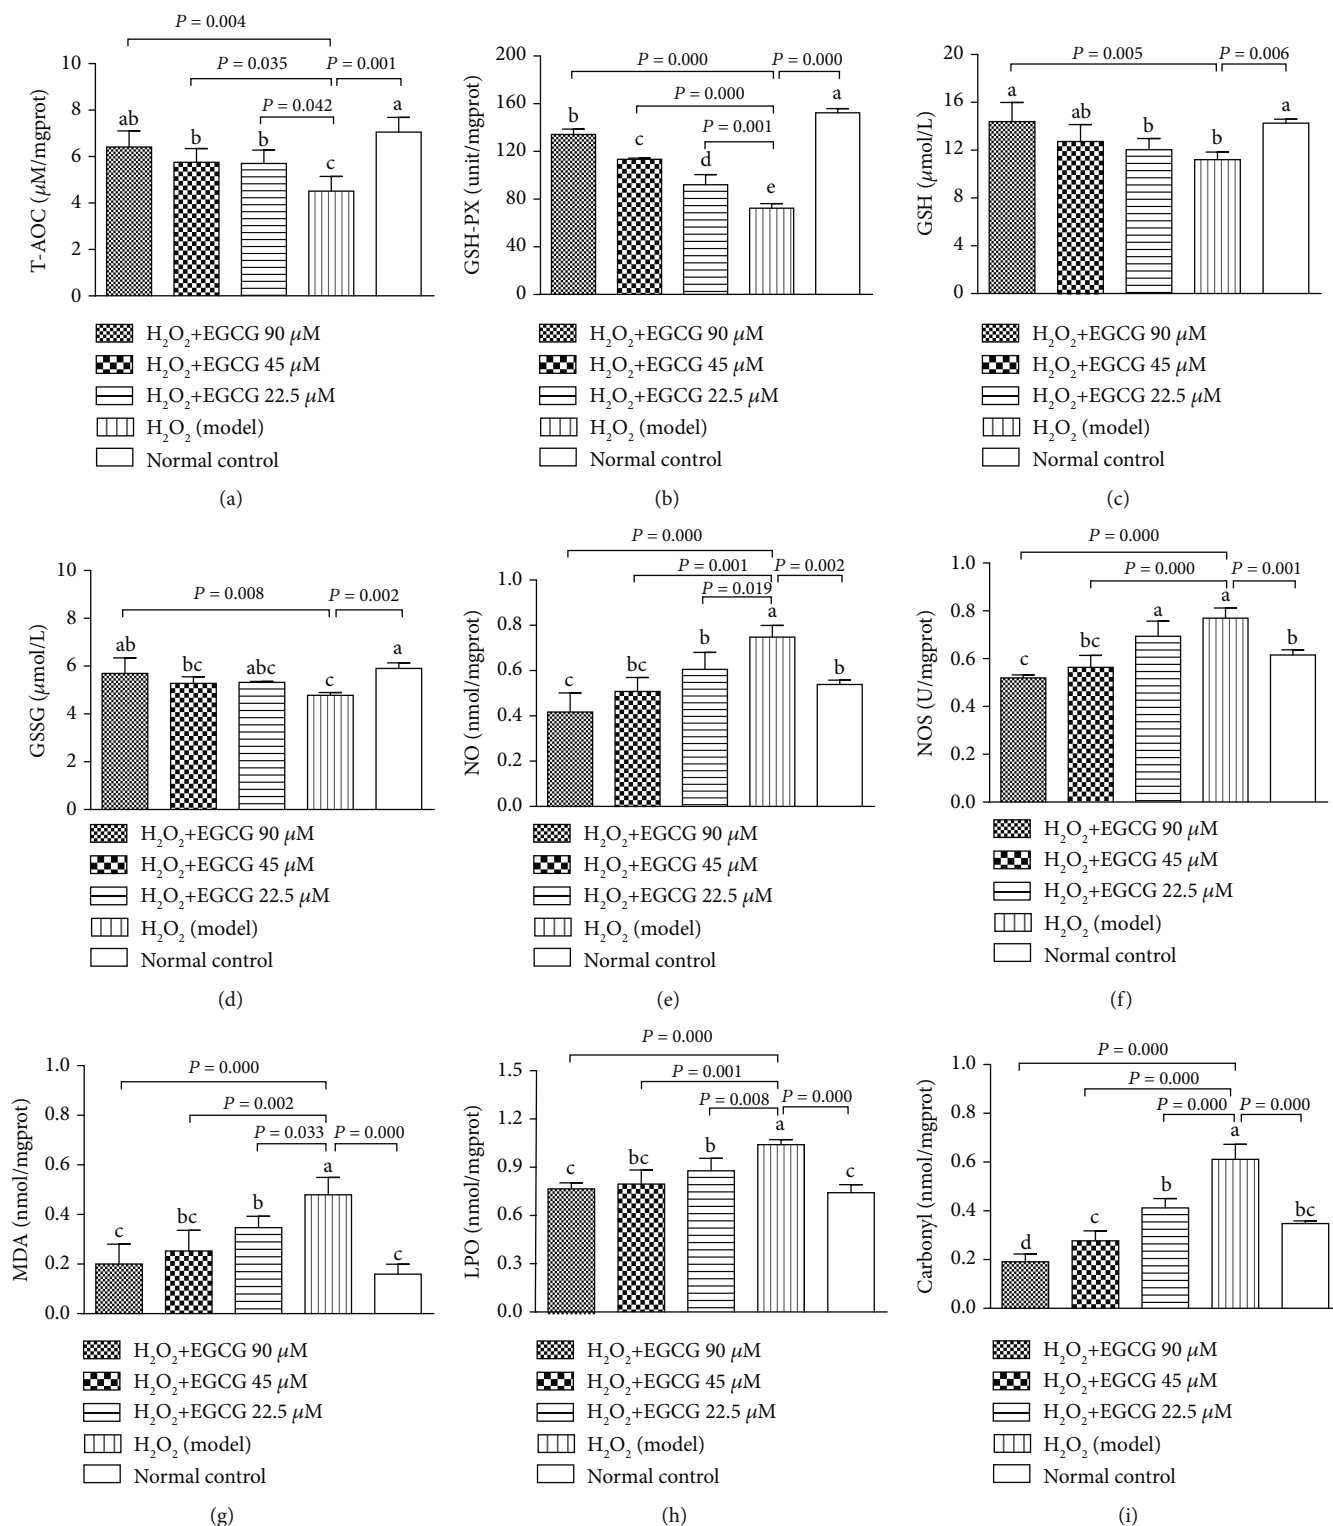 P = 0.004
P = 0.035
P = 0.001
P = 0.042
10
8
6
4
2
0
T-AOC (μM/mgprot)
ab
b
b
c
a
H2O2+EGCG 90 μM
H2O2+EGCG 45 μM
H2O2+EGCG 22.5 μM
H2O2 (model)
Normal control
(a)
P = 0.000
P = 0.000
P = 0.000
P = 0.001
200
160
120
80
40
0
GSH-PX (unit/mgprot)
b
c
d
e
a
H2O2+EGCG 90 μM
H2O2+EGCG 45 μM
H2O2+EGCG 22.5 μM
H2O2 (model)
Normal control
(b)
P = 0.005
P = 0.006
20
16
12
8
4
0
GSH (μmol/L)
a
ab
b
b
a
H2O2+EGCG 90 μM
H2O2+EGCG 45 μM
H2O2+EGCG 22.5 μM
H2O2 (model)
Normal control
(c)
P = 0.008
P = 0.002
10
8
6
4
2
0
GSSG (μmol/L)
ab
bc
abc
c
a
H2O2+EGCG 90 μM
H2O2+EGCG 45 μM
H2O2+EGCG 22.5 μM
H2O2 (model)
Normal control
(d)
P = 0.000
P = 0.001
P = 0.002
P = 0.019
1.0
0.8
0.6
0.4
0.2
0.0
NO (nmol/mgprot)
c
bc
b
a
b
H2O2+EGCG 90 μM
H2O2+EGCG 45 μM
H2O2+EGCG 22.5 μM
H2O2 (model)
Normal control
(e)
P = 0.000
P = 0.000
P = 0.001
1.0
0.8
0.6
0.4
0.2
0.0
NOS (U/mgprot)
c
bc
a
a
b
H2O2+EGCG 90 μM
H2O2+EGCG 45 μM
H2O2+EGCG 22.5 μM
H2O2 (model)
Normal control
(f)
P = 0.000
P = 0.002
P = 0.033
P = 0.000
1.0
0.8
0.6
0.4
0.2
0.0
MDA (nmol/mgprot)
c
bc
b
a
c
H2O2+EGCG 90 μM
H2O2+EGCG 45 μM
H2O2+EGCG 22.5 μM
H2O2 (model)
Normal control
(g)
P = 0.000
P = 0.001
P = 0.008
P = 0.000
1.5
1.2
0.9
0.6
0.3
0.0
LPO (nmol/mgprot)
c
bc
b
a
c
H2O2+EGCG 90 μM
H2O2+EGCG 45 μM
H2O2+EGCG 22.5 μM
H2O2 (model)
Normal control
(h)
P = 0.000
P = 0.000
P = 0.000
P = 0.000
1.0
0.8
0.6
0.4
0.2
0.0
Carbonyl (nmol/mgprot)
d
c
b
a
bc
H2O2+EGCG 90 μM
H2O2+EGCG 45 μM
H2O2+EGCG 22.5 μM
H2O2 (model)
Normal control
(i)